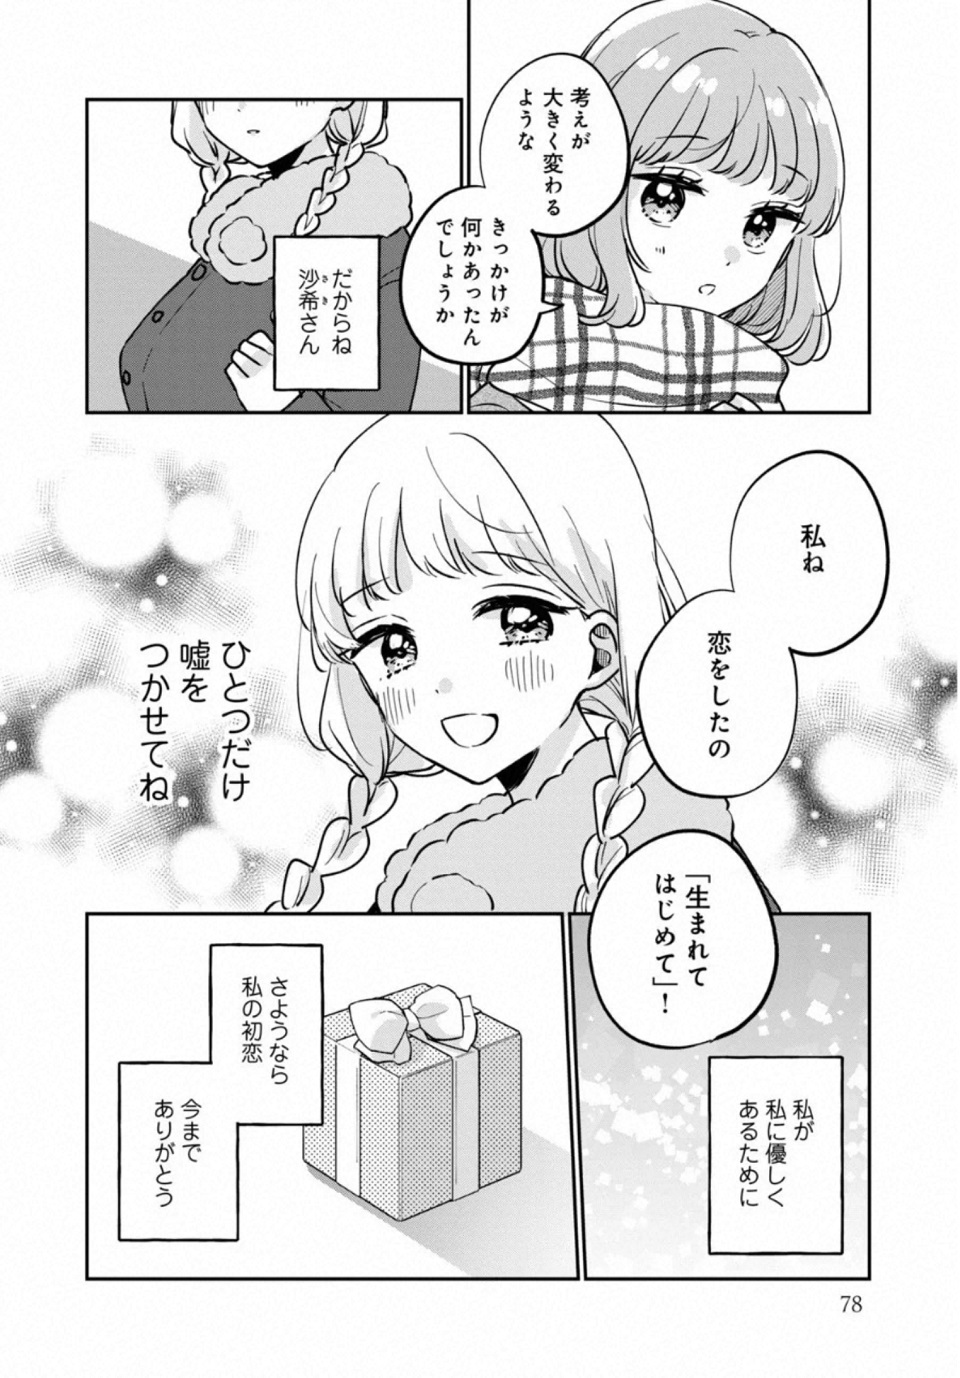 考えが
大きく変わる
ような
きっかけが
何かあったん
でしょうか
だからね
沙希さん
さき
私ね
恋をしたの
ひとつだけ
嘘を
つかせてね
「生まれて
はじめて」！
私が
私に優しく
あるために
さようなら
私の初恋
今まで
ありがとう
78